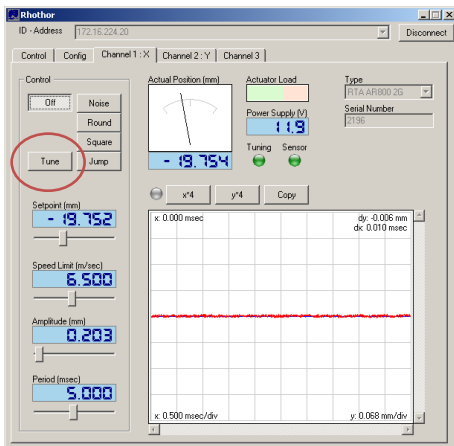 Rhothor
ID - Address 172.16.224.20 Disconnect
Control Config Channel 1 : X Channel 2 : Y Channel 3
Control
Off Noise
Round
Square
Tune Jump
Setpoint (mm)
- 19.752
Speed Limit (m/sec)
6.500
Amplitude (mm)
0.203
Period (msec)
5.000
Actual Position (mm)
- 19.754
Actuator Load
Power Supply (V)
11.9
Tuning Sensor
Type
RTA AR800 2G
Serial Number
2196
x*4 y*4 Copy
x: 0.000 msec dy: -0.006 mm
dx: 0.010 msec
x: 0.500 msec/div y: 0.068 mm/div